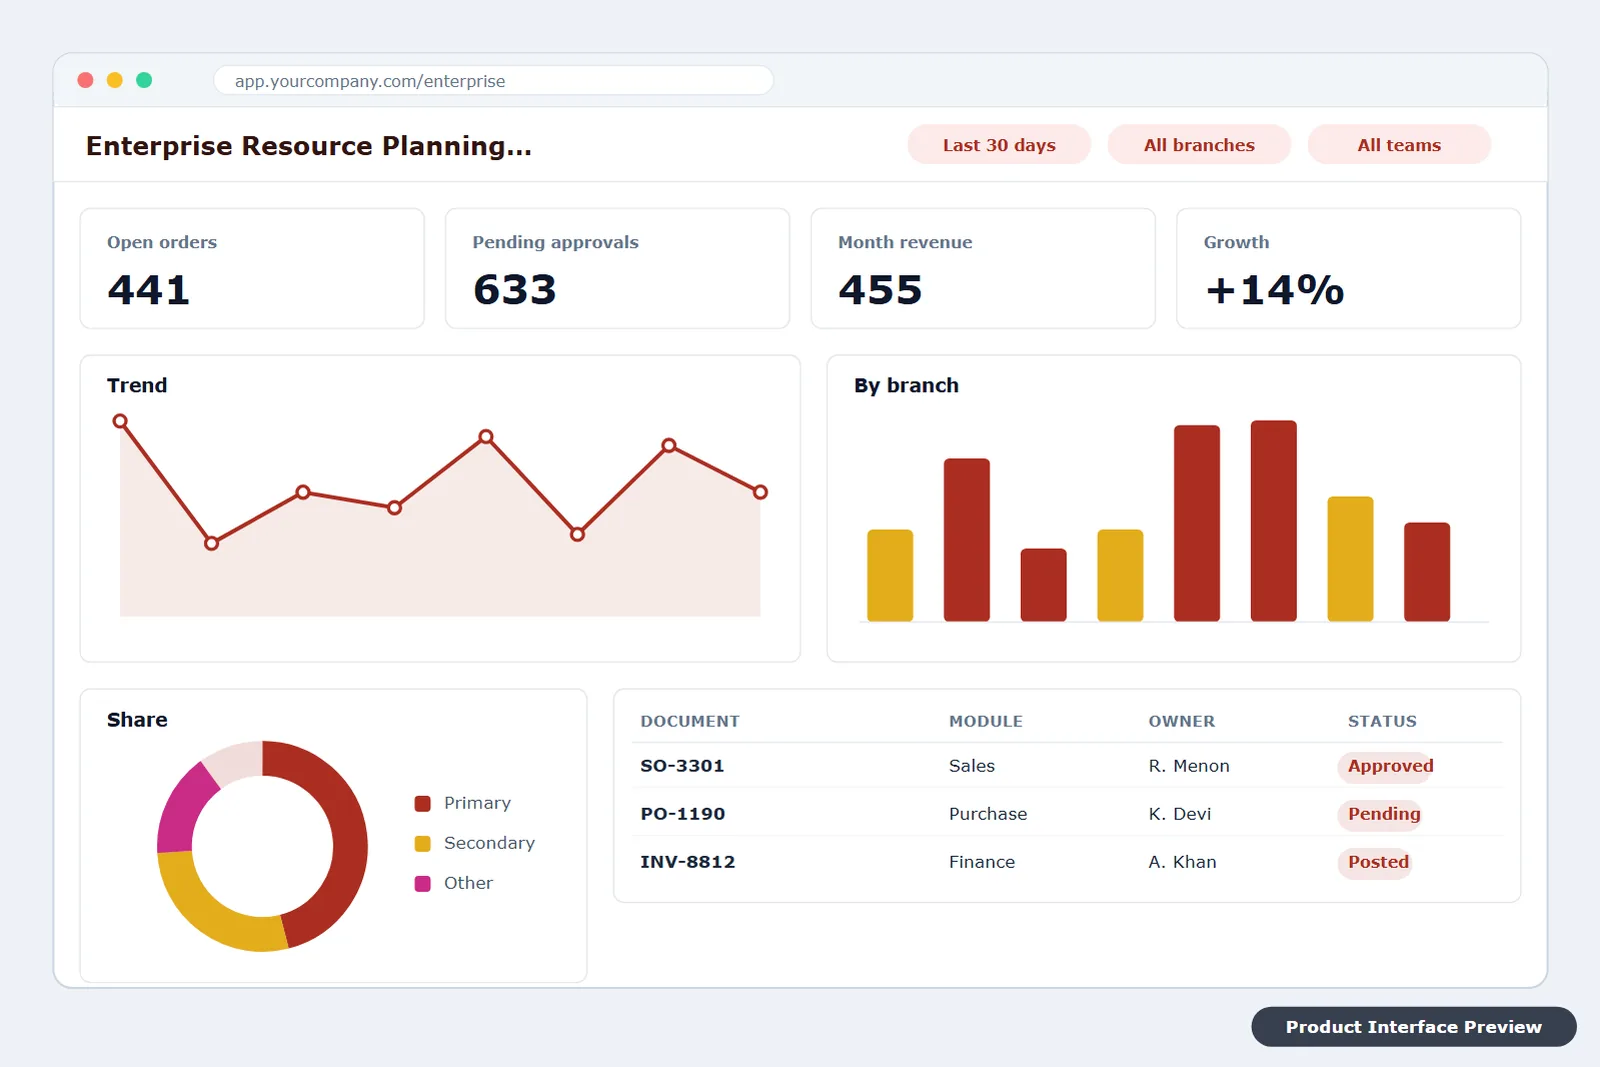 app.yourcompany.com/enterprise
Enterprise Resource Planning...
Last 30 days
All branches
All teams
Open orders
441
Pending approvals
633
Month revenue
455
Growth
+14%
Trend
By branch
Share
Primary
Secondary
Other
DOCUMENT MODULE OWNER STATUS
SO-3301 Sales R. Menon Approved
PO-1190 Purchase K. Devi Pending
INV-8812 Finance A. Khan Posted
Product Interface Preview